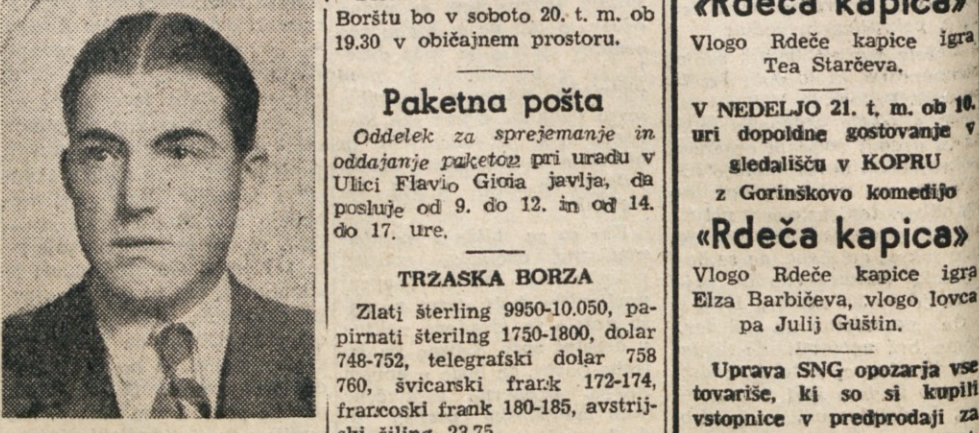 Borštu bo v soboto 20. t. m. ob
19.30 v običajnem prostoru.
Paketna pošta
Oddelek za sprejemanje in
oddajanje paketov pri uradu v
Ulici Flavio Gioia javlja, da
posluje od 9. do 12. in od 14.
do 17. ure.
TRŽAŠKA BORZA
Zlati šterling 9950-10.050, pa-
pirnati šterilng 1750-1800, dolar
748-752, telegrafski dolar 758
760, švicarski frank 172-174,
francoski frank 180-185, avstrij-
ski šiling 23,75
«Rdeča kapica»
Vlogo Rdeče kapice igra
Tea Starčeva.
V NEDELJO 21. t. m. ob 10.
uri dopoldne gostovanje v
gledališču v KOPRU
z Gorinškovo komedijo
«Rdeča kapica»
Vlogo Rdeče kapice igra
Elza Barbičeva, vlogo lovca
pa Julij Guštin.
Uprava SNG opozarja vse
tovariše, ki so si kupili
vstopnice v predprodaji za